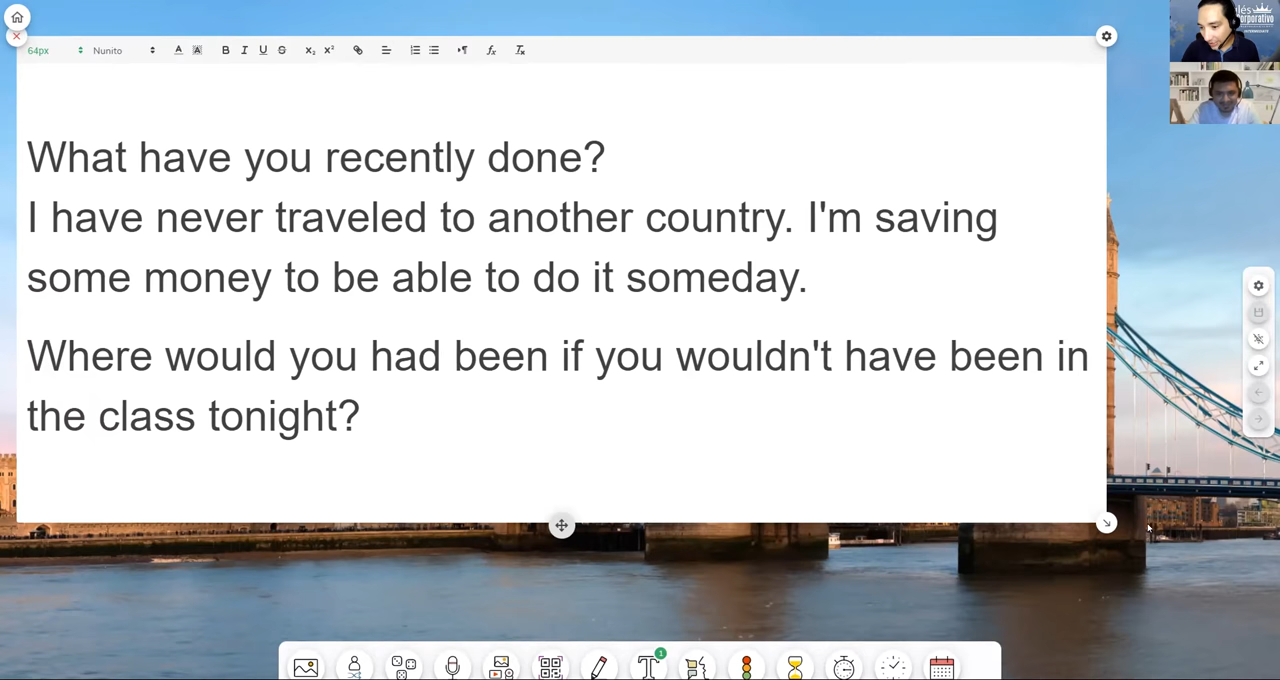 64px Nunito
What have you recently done?
I have never traveled to another country. I'm saving
some money to be able to do it someday.
Where would you had been if you wouldn't have been in
the class tonight?
1